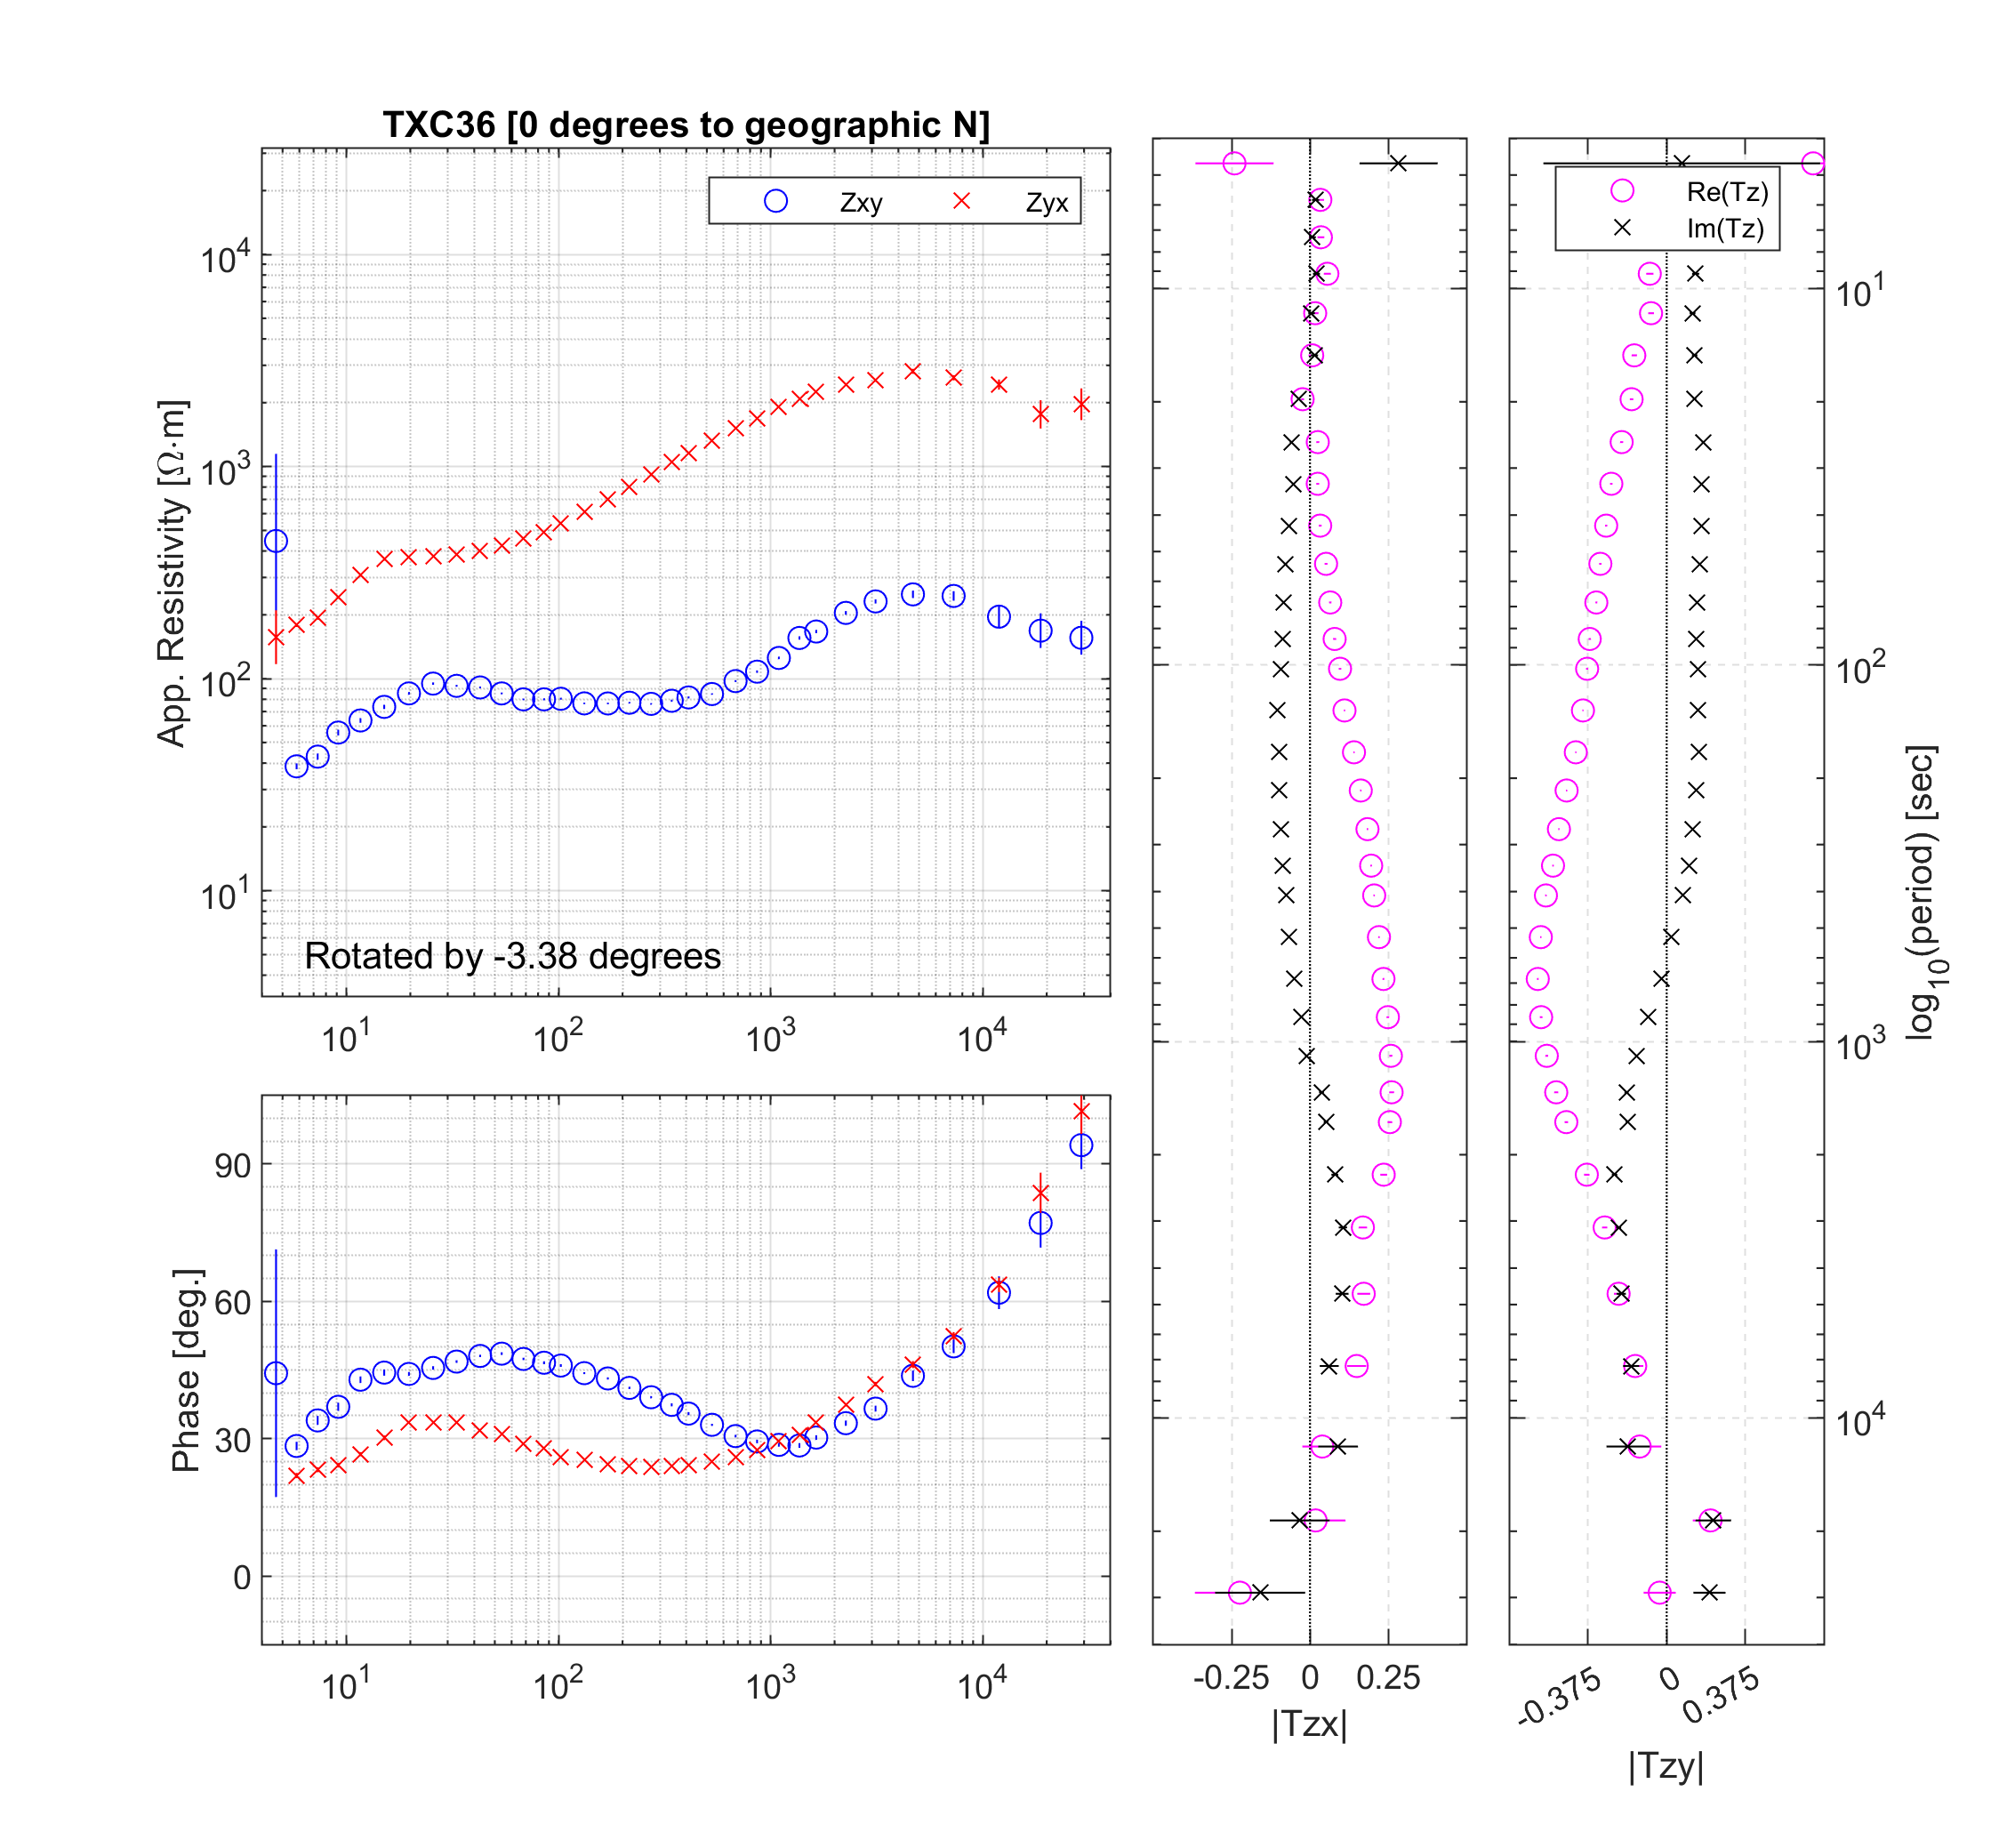 TXC36 [0 degrees to geographic N]
App. Resistivity [Ω·m]
10^4
10^3
10^2
10^1
Zxy Zyx
Rotated by -3.38 degrees
10^1 10^2 10^3 10^4
Phase [deg.]
90
60
30
0
10^1 10^2 10^3 10^4
-0.25 0 0.25
|Tzx|
Re(Tz)
Im(Tz)
-0.375 0 0.375
|Tzy|
10^1
10^2
10^3
10^4
log_10(period) [sec]